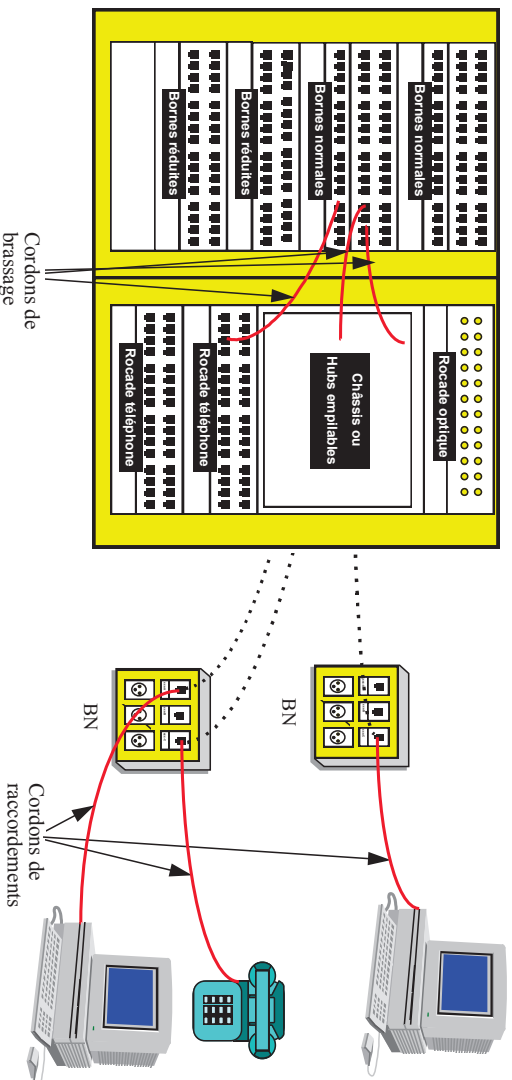 Bornes normales
Bornes normales
Bornes réduites
Bornes réduites
Rocade optique
Châssis ou
Hubs empilables
Rocade téléphone
Rocade téléphone
Cordons de
brassage
BN
BN
Cordons de
raccordements